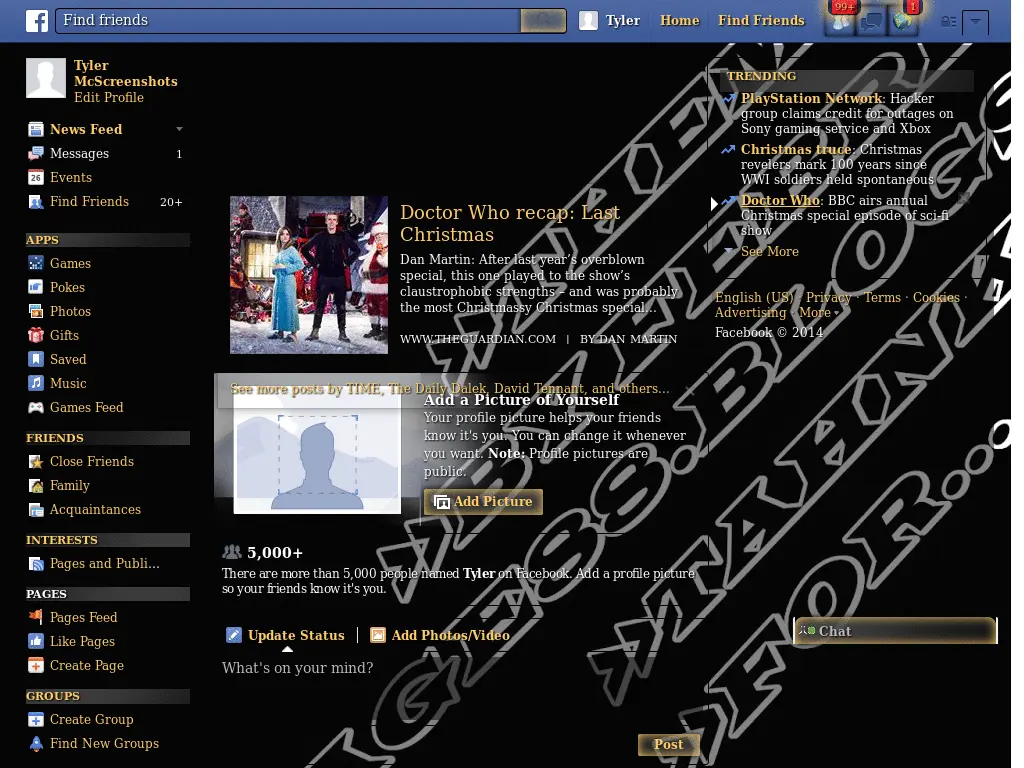 Find friends
Tyler
Home
Find Friends
99+
1
Tyler
McScreenshots
Edit Profile
News Feed
Messages
1
Events
Find Friends
20+
APPS
Games
Pokes
Photos
Gifts
Saved
Music
Games Feed
FRIENDS
Close Friends
Family
Acquaintances
INTERESTS
Pages and Publi...
PAGES
Pages Feed
Like Pages
Create Page
GROUPS
Create Group
Find New Groups
Doctor Who recap: Last
Christmas
Dan Martin: After last year's overblown
special, this one played to the show's
claustrophobic strengths – and was probably
the most Christmassy Christmas special...
WWW.THEGUARDIAN.COM | BY DAN MARTIN
See more posts by TIME, The Daily Dalek, David Tennant, and others...
Add a Picture of Yourself
Your profile picture helps your friends
know it's you. You can change it whenever
you want. Note: Profile pictures are
public.
Add Picture
5,000+
There are more than 5,000 people named Tyler on Facebook. Add a profile picture
so your friends know it's you.
Update Status
Add Photos/Video
What's on your mind?
Post
TRENDING
PlayStation Network: Hacker
group claims credit for outages on
Sony gaming service and Xbox
Christmas truce: Christmas
revelers mark 100 years since
WWI soldiers held spontaneous
Doctor Who: BBC airs annual
Christmas special episode of sci-fi
show
See More
English (US) · Privacy · Terms · Cookies ·
Advertising · More
Facebook © 2014
Chat